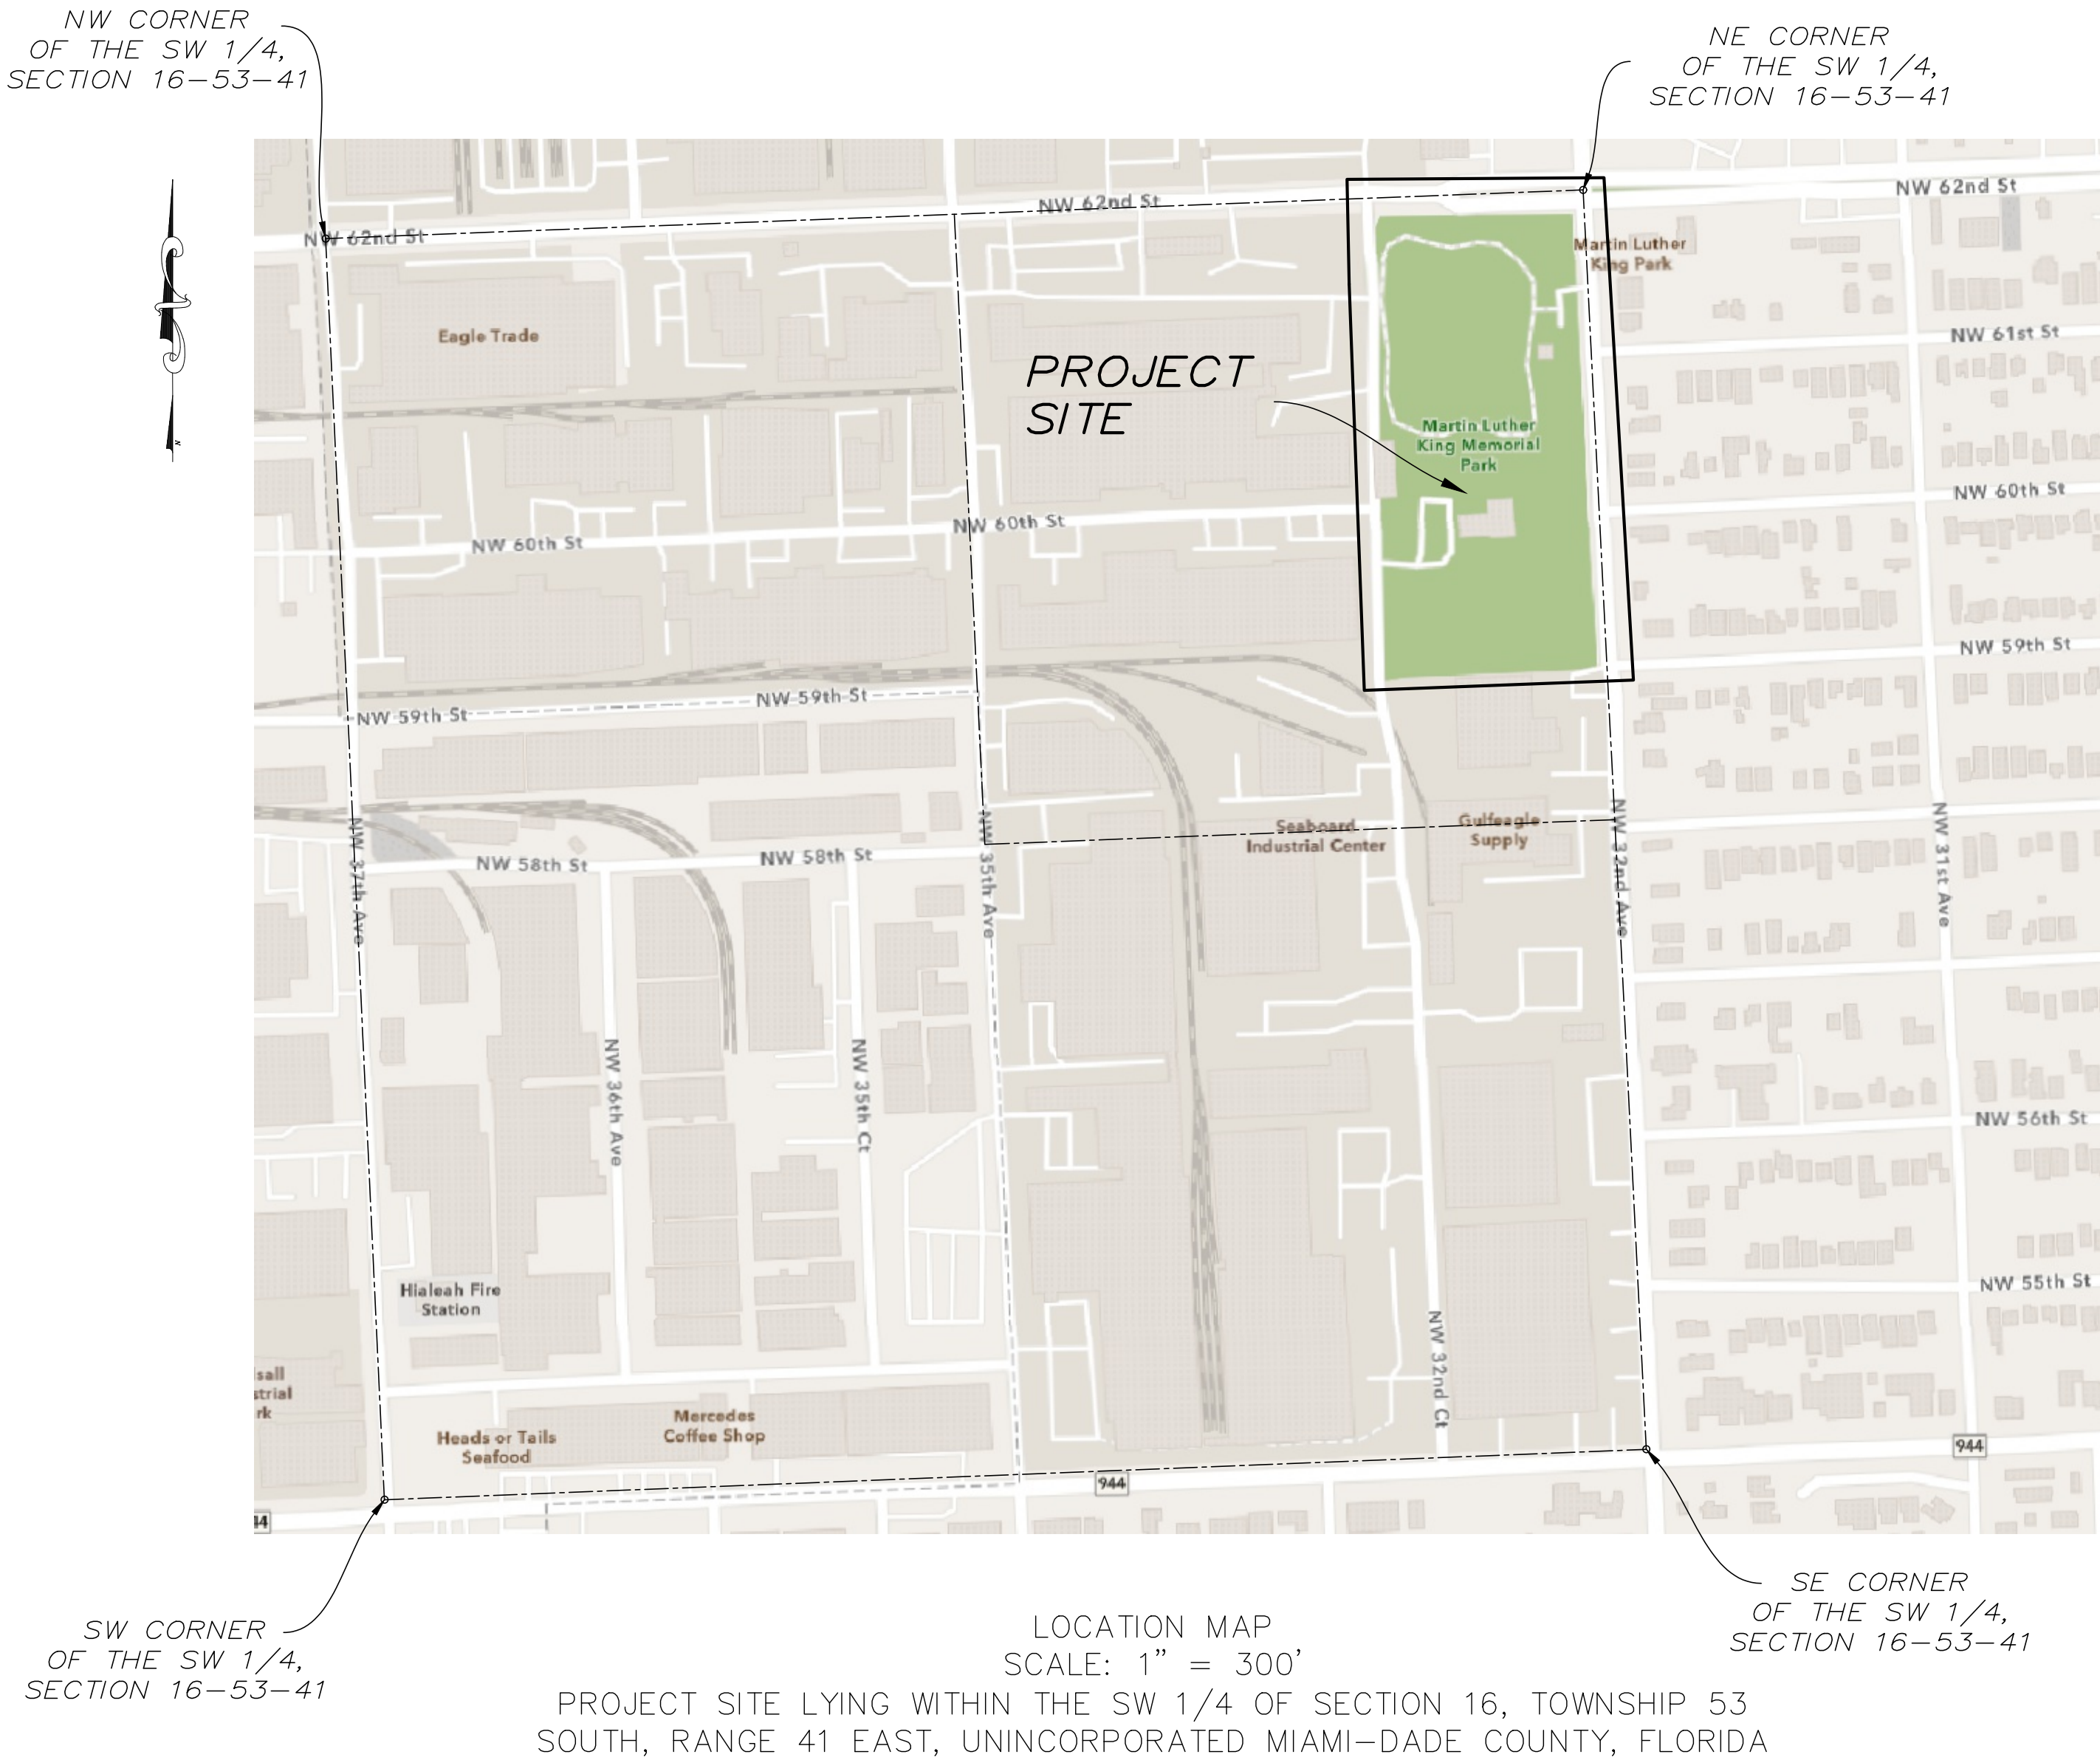 NW CORNER
OF THE SW 1/4,
SECTION 16-53-41
NE CORNER
OF THE SW 1/4,
SECTION 16-53-41
NW 62nd St
NW 62nd St
NW 62nd St
Martin Luther
King Park
Eagle Trade
NW 61st St
PROJECT
SITE
Martin Luther
King Memorial
Park
N
NW 60th St
NW 60th St
NW 60th St
NW 59th St
NW 59th St
NW 59th St
NW 37th Ave
NW 58th St
NW 58th St
NW 35th Ave
Seaboard
Industrial Center
Gulfeagle
Supply
NW 32nd Ave
NW 31st Ave
NW 36th Ave
NW 35th Ct
NW 56th St
Hialeah Fire
Station
NW 55th St
NW 32nd Ct
sall
strial
rk
Heads or Tails
Seafood
Mercedes
Coffee Shop
944
944
44
SW CORNER
OF THE SW 1/4,
SECTION 16-53-41
SE CORNER
OF THE SW 1/4,
SECTION 16-53-41
LOCATION MAP
SCALE: 1" = 300'
PROJECT SITE LYING WITHIN THE SW 1/4 OF SECTION 16, TOWNSHIP 53
SOUTH, RANGE 41 EAST, UNINCORPORATED MIAMI-DADE COUNTY, FLORIDA